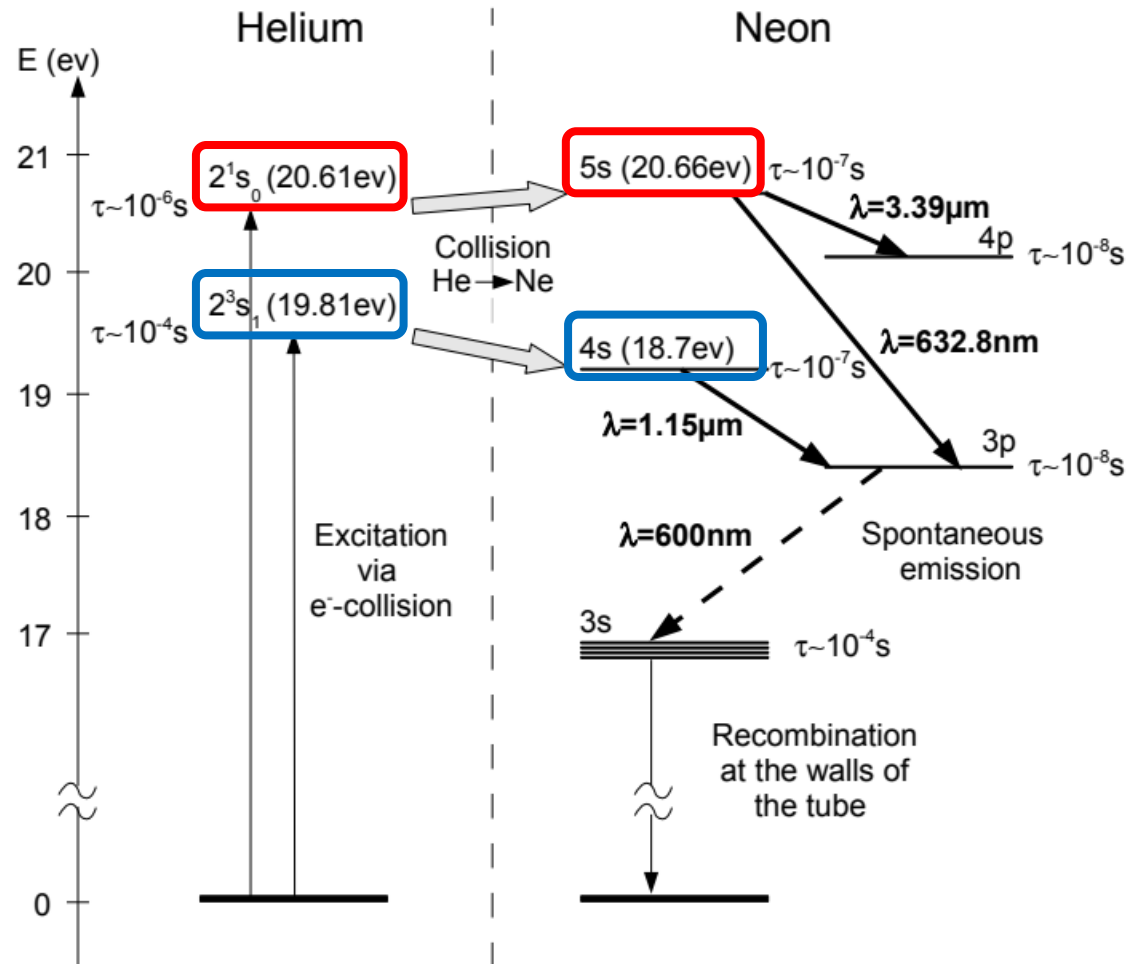 Helium
Neon
E (ev)
21
20
19
18
17
0
2¹s₀ (20.61ev)
τ~10⁻⁶s
2³s₁ (19.81ev)
τ~10⁻⁴s
Collision
He→Ne
Excitation
via
e⁻-collision
5s (20.66ev)
τ~10⁻⁷s
λ=3.39µm
4p
τ~10⁻⁸s
4s (18.7ev)
τ~10⁻⁷s
λ=632.8nm
λ=1.15µm
3p
τ~10⁻⁸s
λ=600nm
Spontaneous
emission
3s
τ~10⁻⁴s
Recombination
at the walls of
the tube